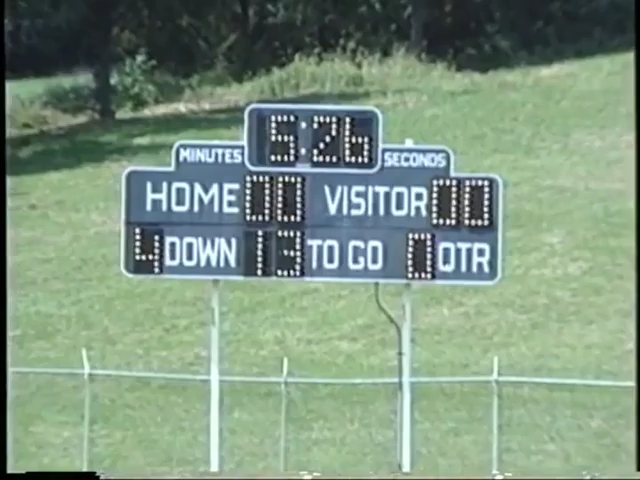 5:26
MINUTES SECONDS
HOME 00 VISITOR 00
4 DOWN 13 TO GO 0 QTR